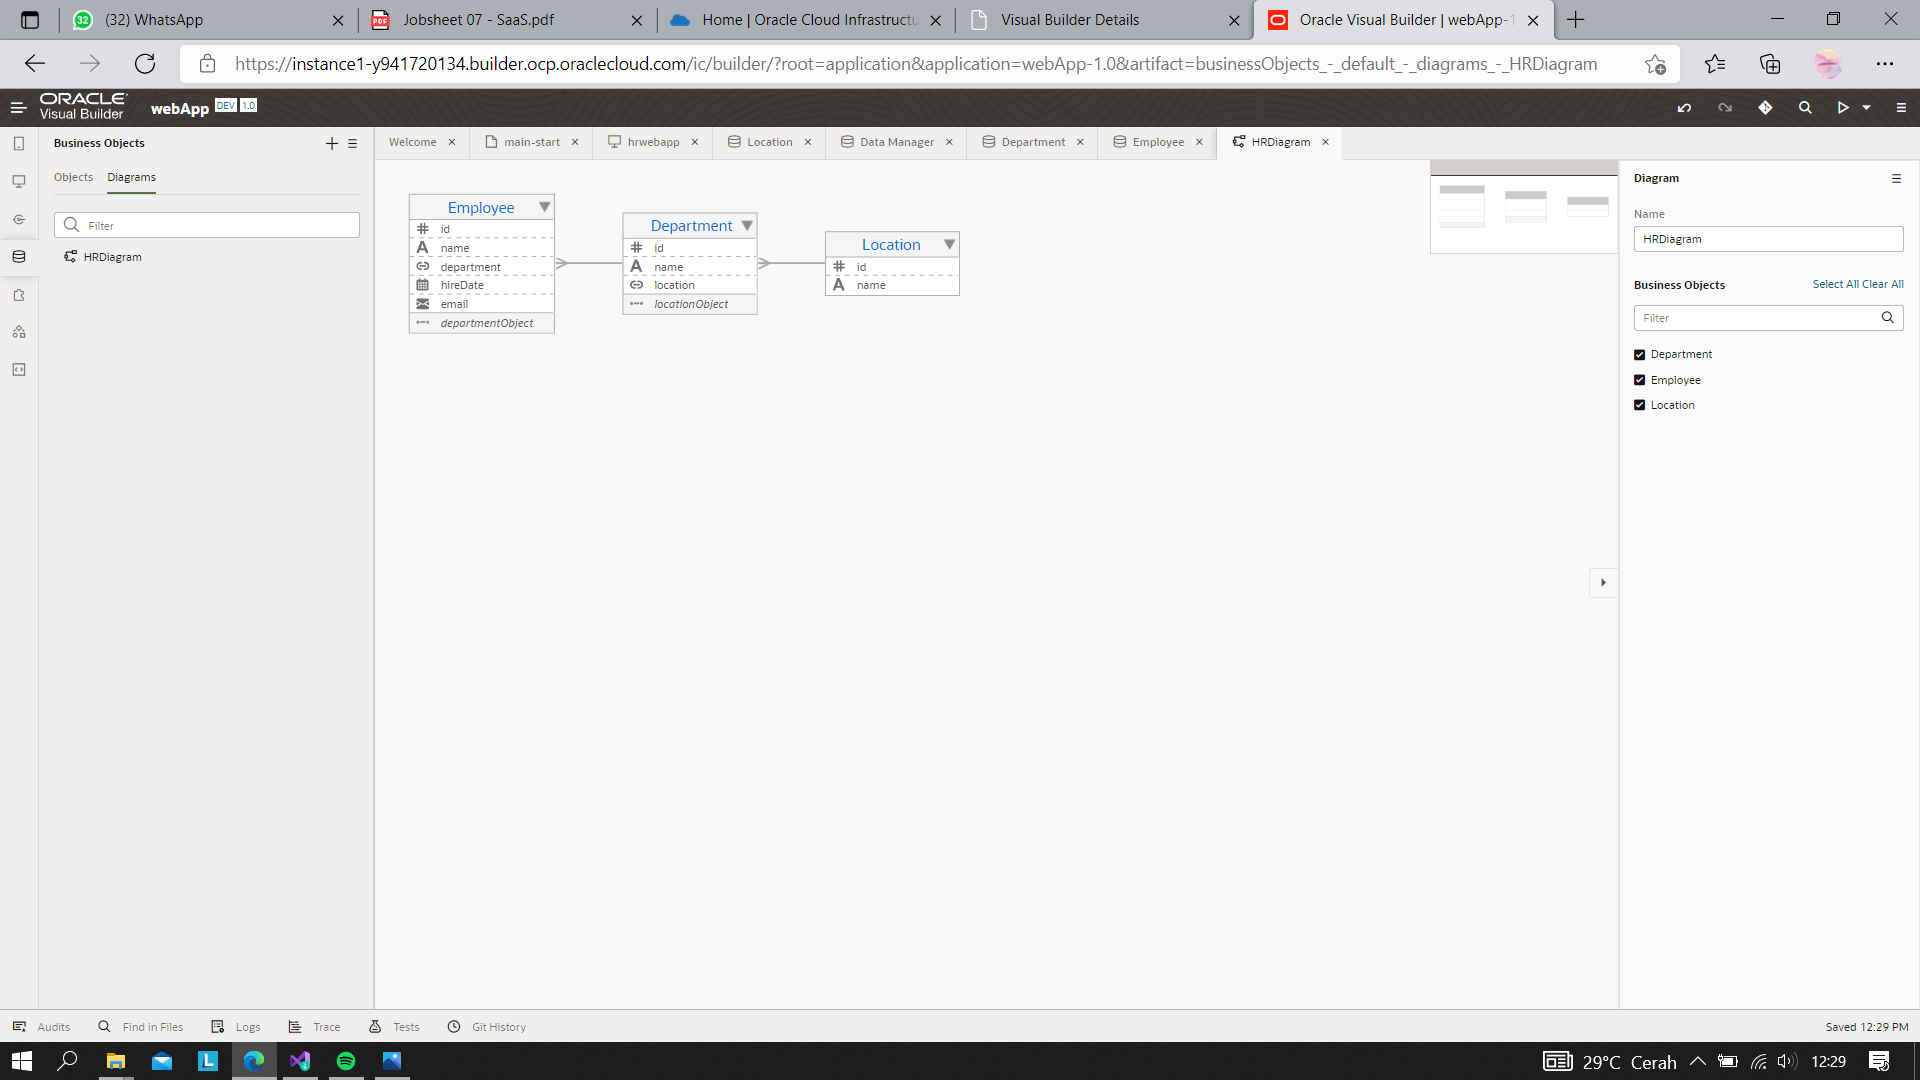 (32) WhatsApp
Jobsheet 07 - SaaS.pdf
Home | Oracle Cloud Infrastructu
Visual Builder Details
Oracle Visual Builder | webApp-1
https://instance1-y941720134.builder.ocp.oraclecloud.com/ic/builder/?root=application&application=webApp-1.0&artifact=businessObjects_-_default_-_diagrams_-_HRDiagram
ORACLE
Visual Builder
webApp DEV 1.0
Business Objects
Objects Diagrams
Filter
HRDiagram
Welcome
main-start
hrwebapp
Location
Data Manager
Department
Employee
HRDiagram
Employee
id
name
department
hireDate
email
departmentObject
Department
id
name
location
locationObject
Location
id
name
Diagram
Name
HRDiagram
Business Objects Select All Clear All
Filter
Department
Employee
Location
Audits Find in Files Logs Trace Tests Git History Saved 12:29 PM
29°C Cerah 12:29